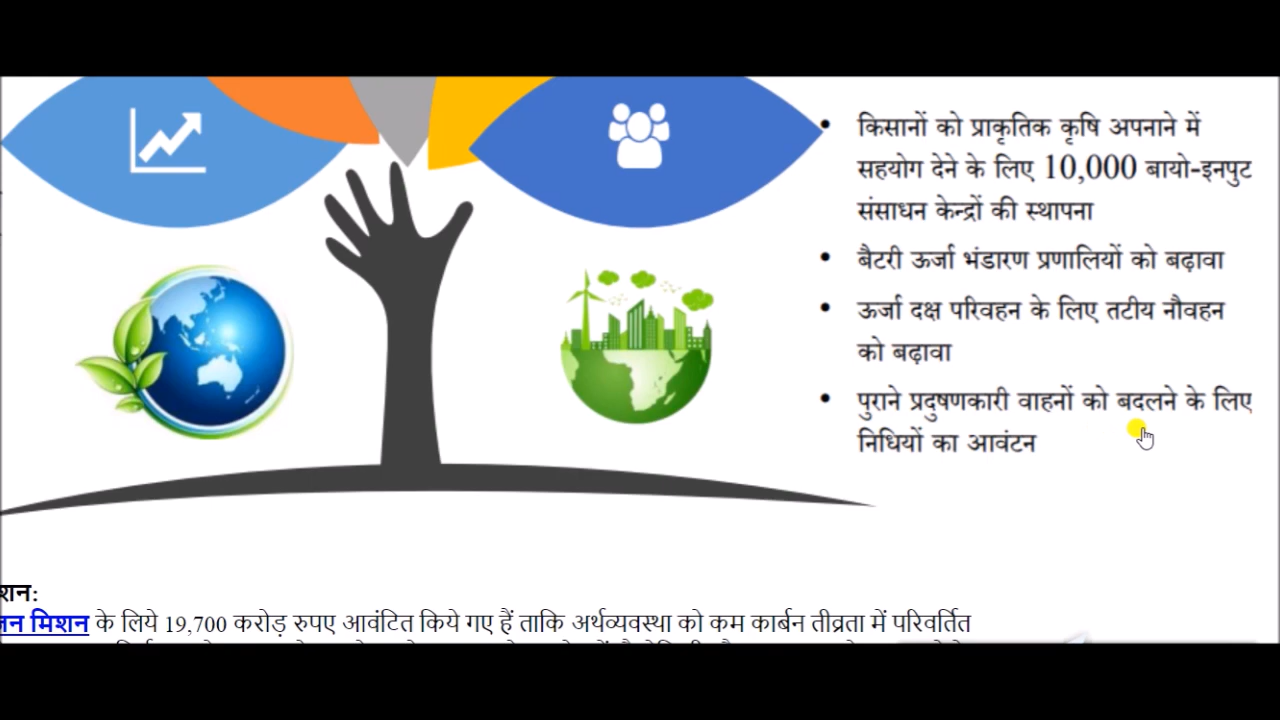 किसानों को प्राकृतिक कृषि अपनाने में
सहयोग देने के लिए 10,000 बायो-इनपुट
संसाधन केन्द्रों की स्थापना
बैटरी ऊर्जा भंडारण प्रणालियों को बढ़ावा
ऊर्जा दक्ष परिवहन के लिए तटीय नौवहन
को बढ़ावा
पुराने प्रदुषणकारी वाहनों को बदलने के लिए
निधियों का आवंटन
शन:
जन मिशन के लिये 19,700 करोड़ रुपए आवंटित किये गए हैं ताकि अर्थव्यवस्था को कम कार्बन तीव्रता में परिवर्तित